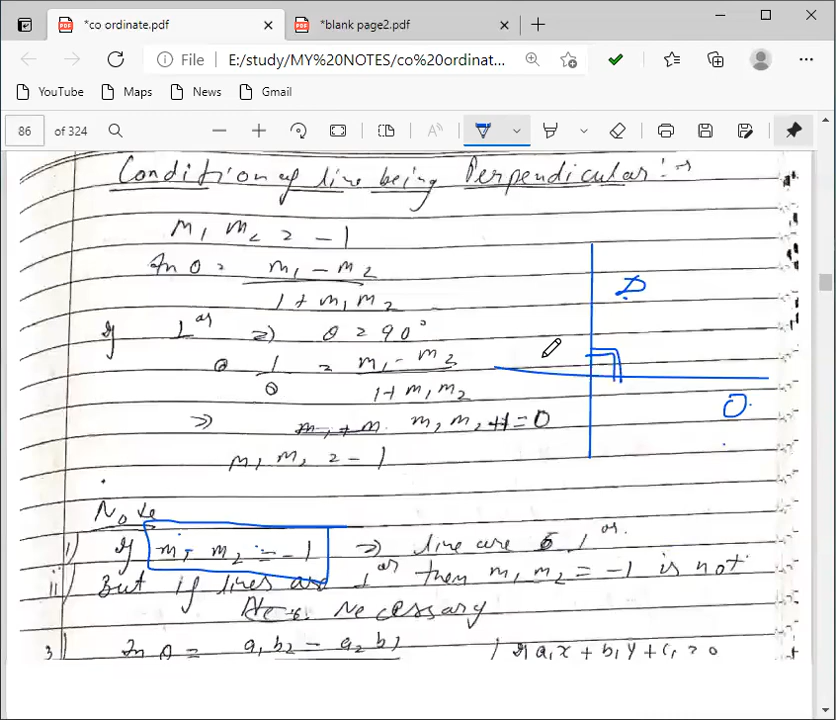 *co ordinate.pdf
*blank page2.pdf
File E:/study/MY%20NOTES/co%20ordinat...
YouTube Maps News Gmail
86 of 324
Condition of line being Perpendicular :→
m1 m2 = -1
Tan θ = m1 - m2 / 1 + m1 m2
If ⊥ar ⇒ θ = 90°
1/0 = m1 - m2 / 1 + m1 m2
⇒ m1 m2 + 1 = 0
m1 m2 = -1
D
0
Note
i) If m1 m2 = -1 ⇒ line are ⊥ar
ii) But if lines are ⊥ar then m1 m2 = -1 is not
Necessary
3) Tan θ = a1 b2 - a2 b1 If a1x + b1y + c1 = 0